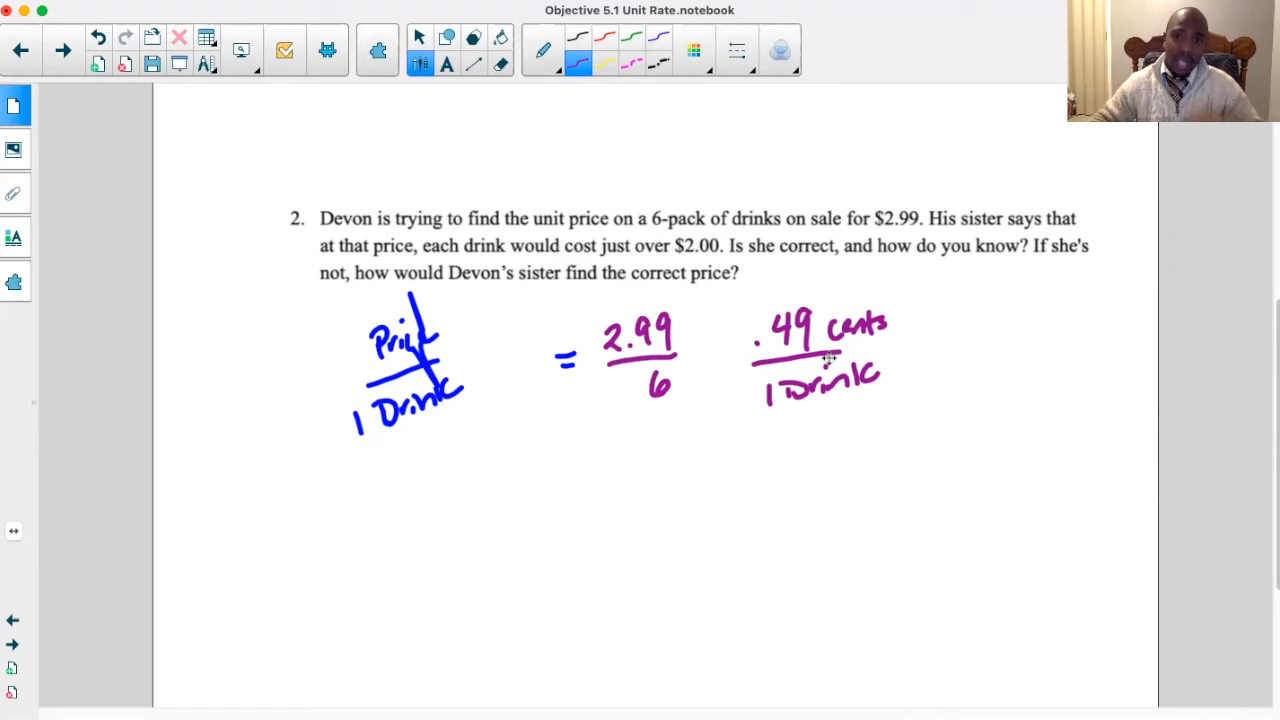 Objective 5.1 Unit Rate.notebook
2. Devon is trying to find the unit price on a 6-pack of drinks on sale for $2.99. His sister says that
at that price, each drink would cost just over $2.00. Is she correct, and how do you know? If she's
not, how would Devon's sister find the correct price?
Price
1 Drink
=
2.99
6
.49 cents
1 Drink